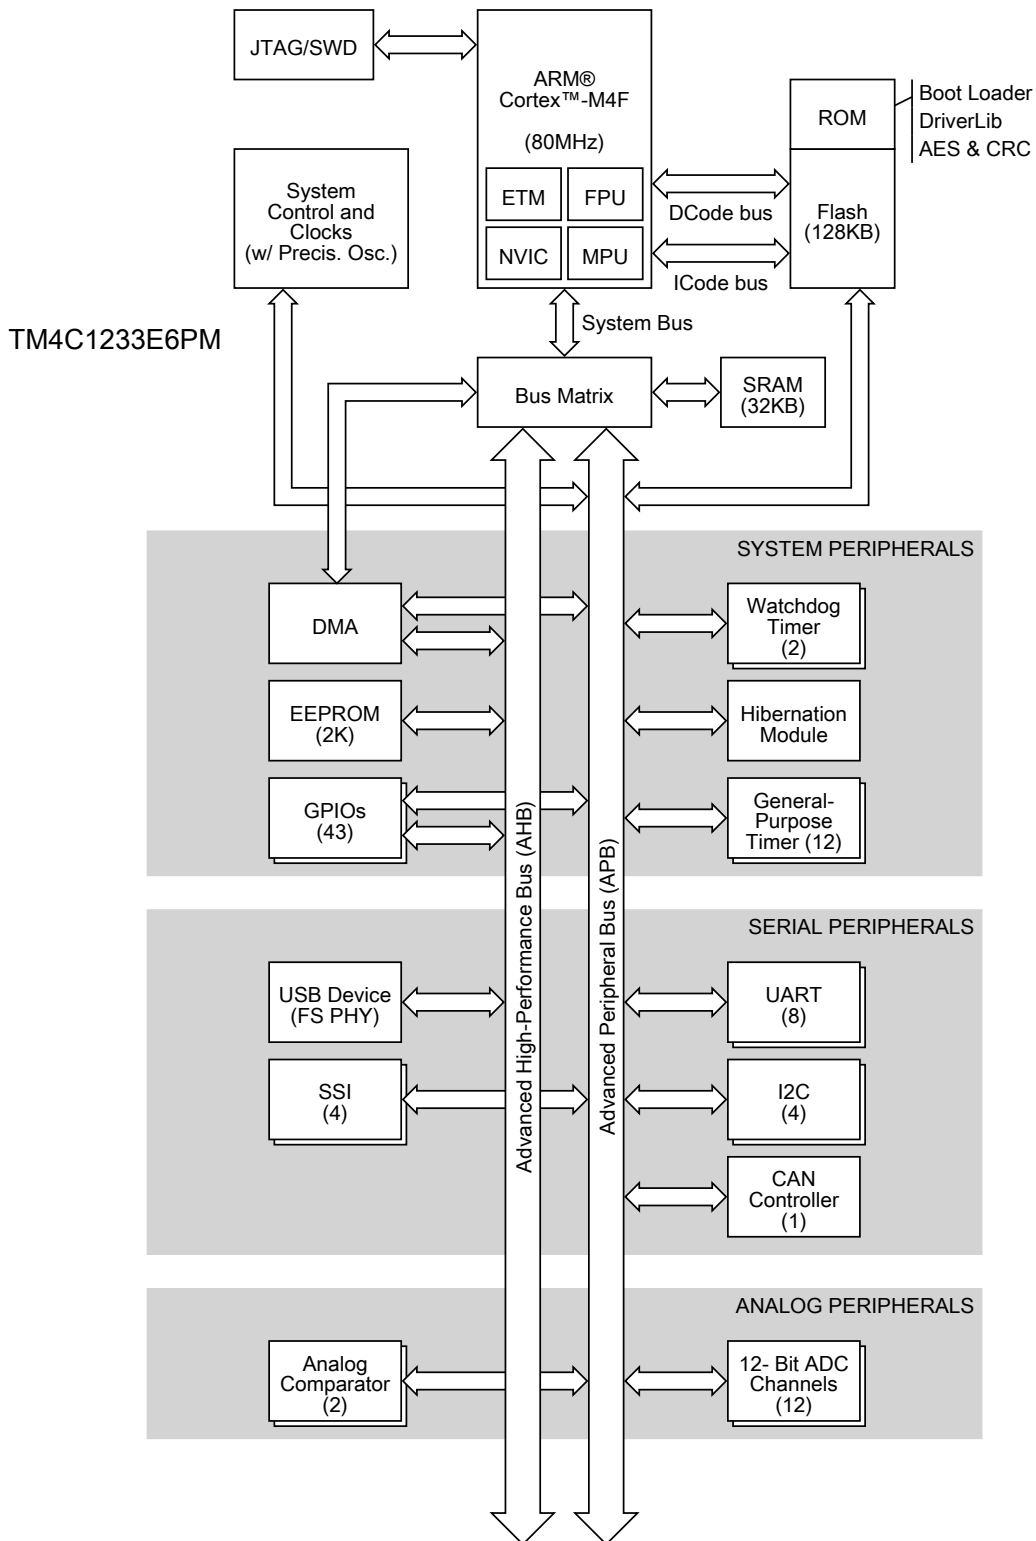 JTAG/SWD
ARM®
Cortex™-M4F
(80MHz)
ETM
FPU
NVIC
MPU
ROM
Boot Loader
DriverLib
AES & CRC
Flash
(128KB)
DCode bus
ICode bus
System
Control and
Clocks
(w/ Precis. Osc.)
System Bus
TM4C1233E6PM
Bus Matrix
SRAM
(32KB)
SYSTEM PERIPHERALS
DMA
Watchdog
Timer
(2)
EEPROM
(2K)
Hibernation
Module
GPIOs
(43)
General-
Purpose
Timer (12)
Advanced High-Performance Bus (AHB)
Advanced Peripheral Bus (APB)
SERIAL PERIPHERALS
USB Device
(FS PHY)
UART
(8)
SSI
(4)
I2C
(4)
CAN
Controller
(1)
ANALOG PERIPHERALS
Analog
Comparator
(2)
12- Bit ADC
Channels
(12)